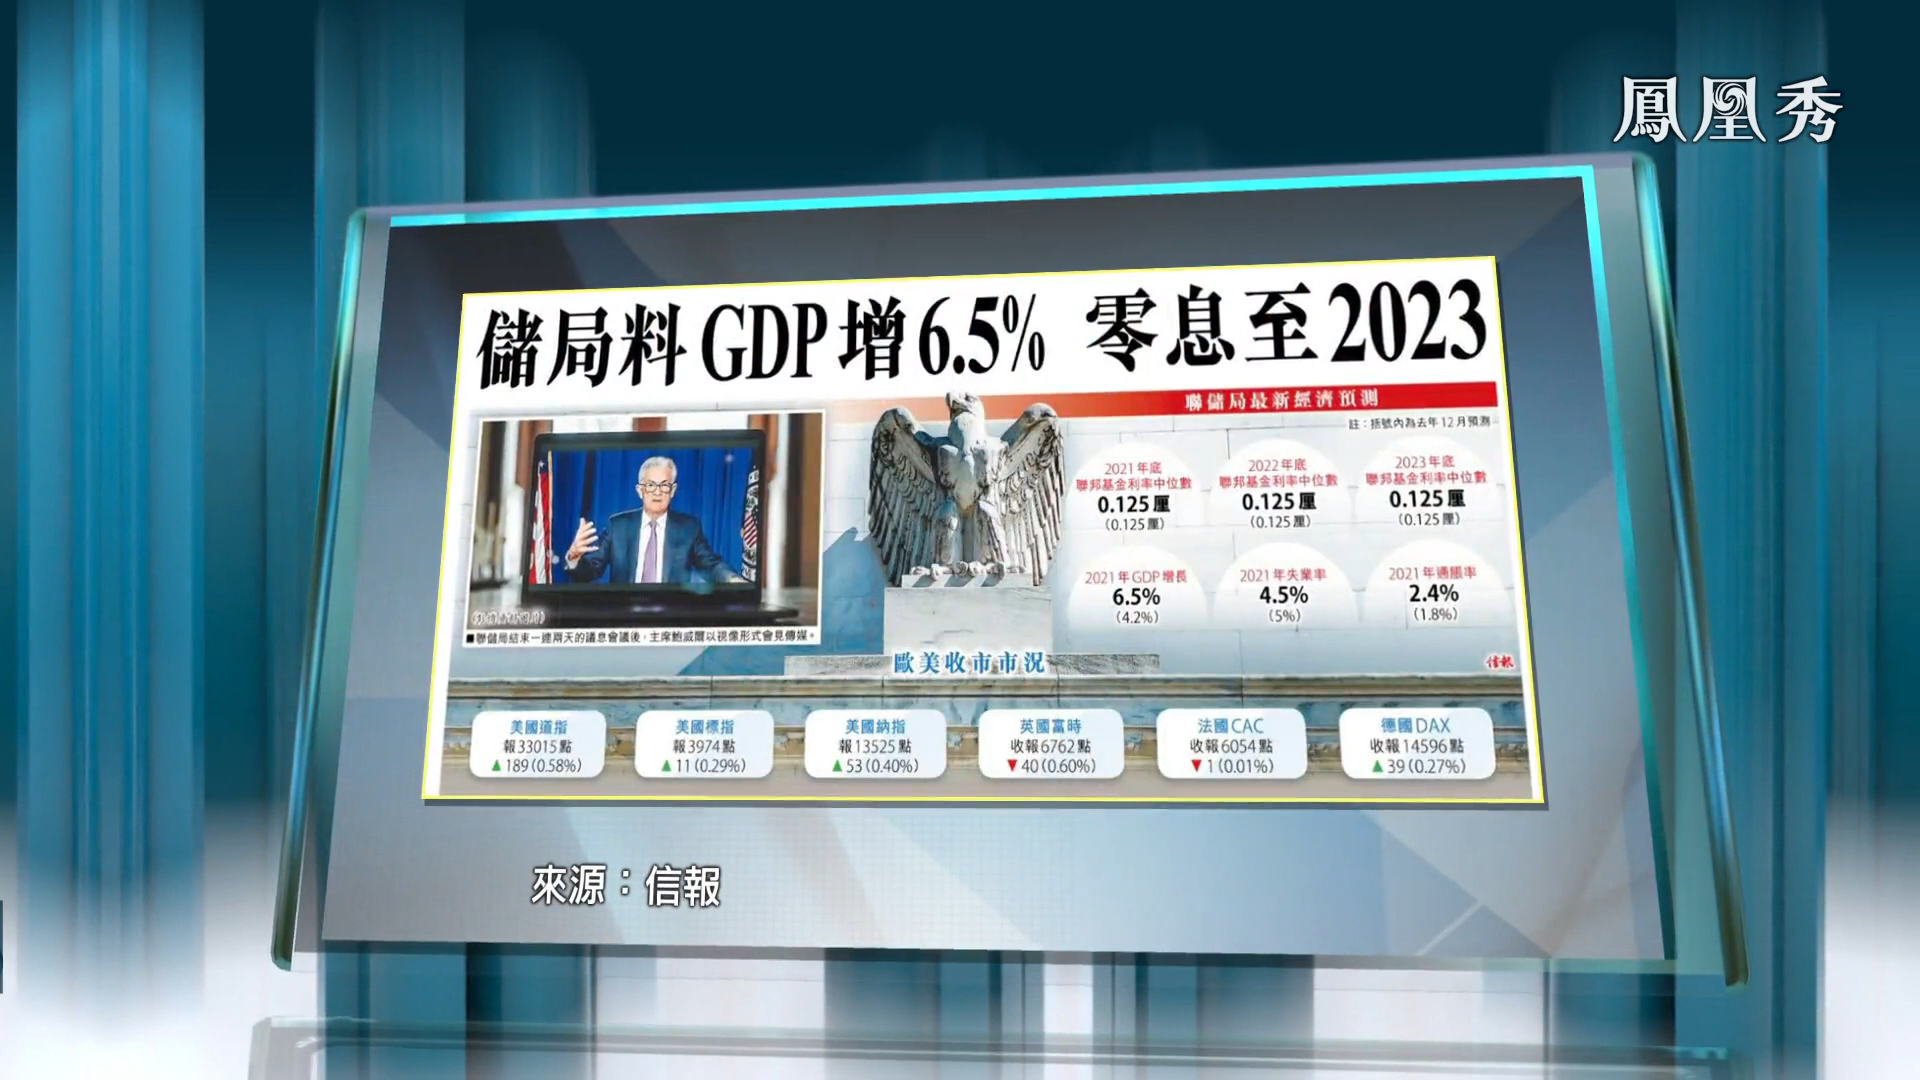 鳳凰秀
儲局料GDP增6.5% 零息至2023
聯儲局最新經濟預測
註：括號內為去年12月預測
2021年底
聯邦基金利率中位數
0.125厘
(0.125厘)
2022年底
聯邦基金利率中位數
0.125厘
(0.125厘)
2023年底
聯邦基金利率中位數
0.125厘
(0.125厘)
2021年GDP增長
6.5%
(4.2%)
2021年失業率
4.5%
(5%)
2021年通脹率
2.4%
(1.8%)
■聯儲局結束一連兩天的議息會議後，主席鮑威爾以視像形式會見傳媒。
信報
歐美收市市況
美國道指
報33015點
▲189(0.58%)
美國標指
報3974點
▲11(0.29%)
美國納指
報13525點
▲53(0.40%)
英國富時
收報6762點
▼40(0.60%)
法國CAC
收報6054點
▼1(0.01%)
德國DAX
收報14596點
▲39(0.27%)
來源：信報